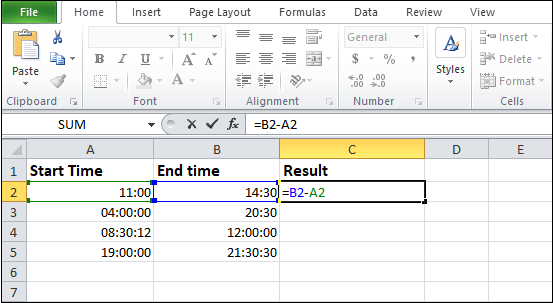 File Home Insert Page Layout Formulas Data Review
Paste
11
B I U A A
General
$ % ,
.0 .00 .00 .0
Styles
Insert
Delete
Format
Clipboard Font Alignment Number Cells
SUM fx =B2-A2
A B C D E
1 Start Time End time Result
2 11:00 14:30 =B2-A2
3 04:00:00 20:30
4 08:30:12 12:00:00
5 19:00:00 21:30:30
6
7